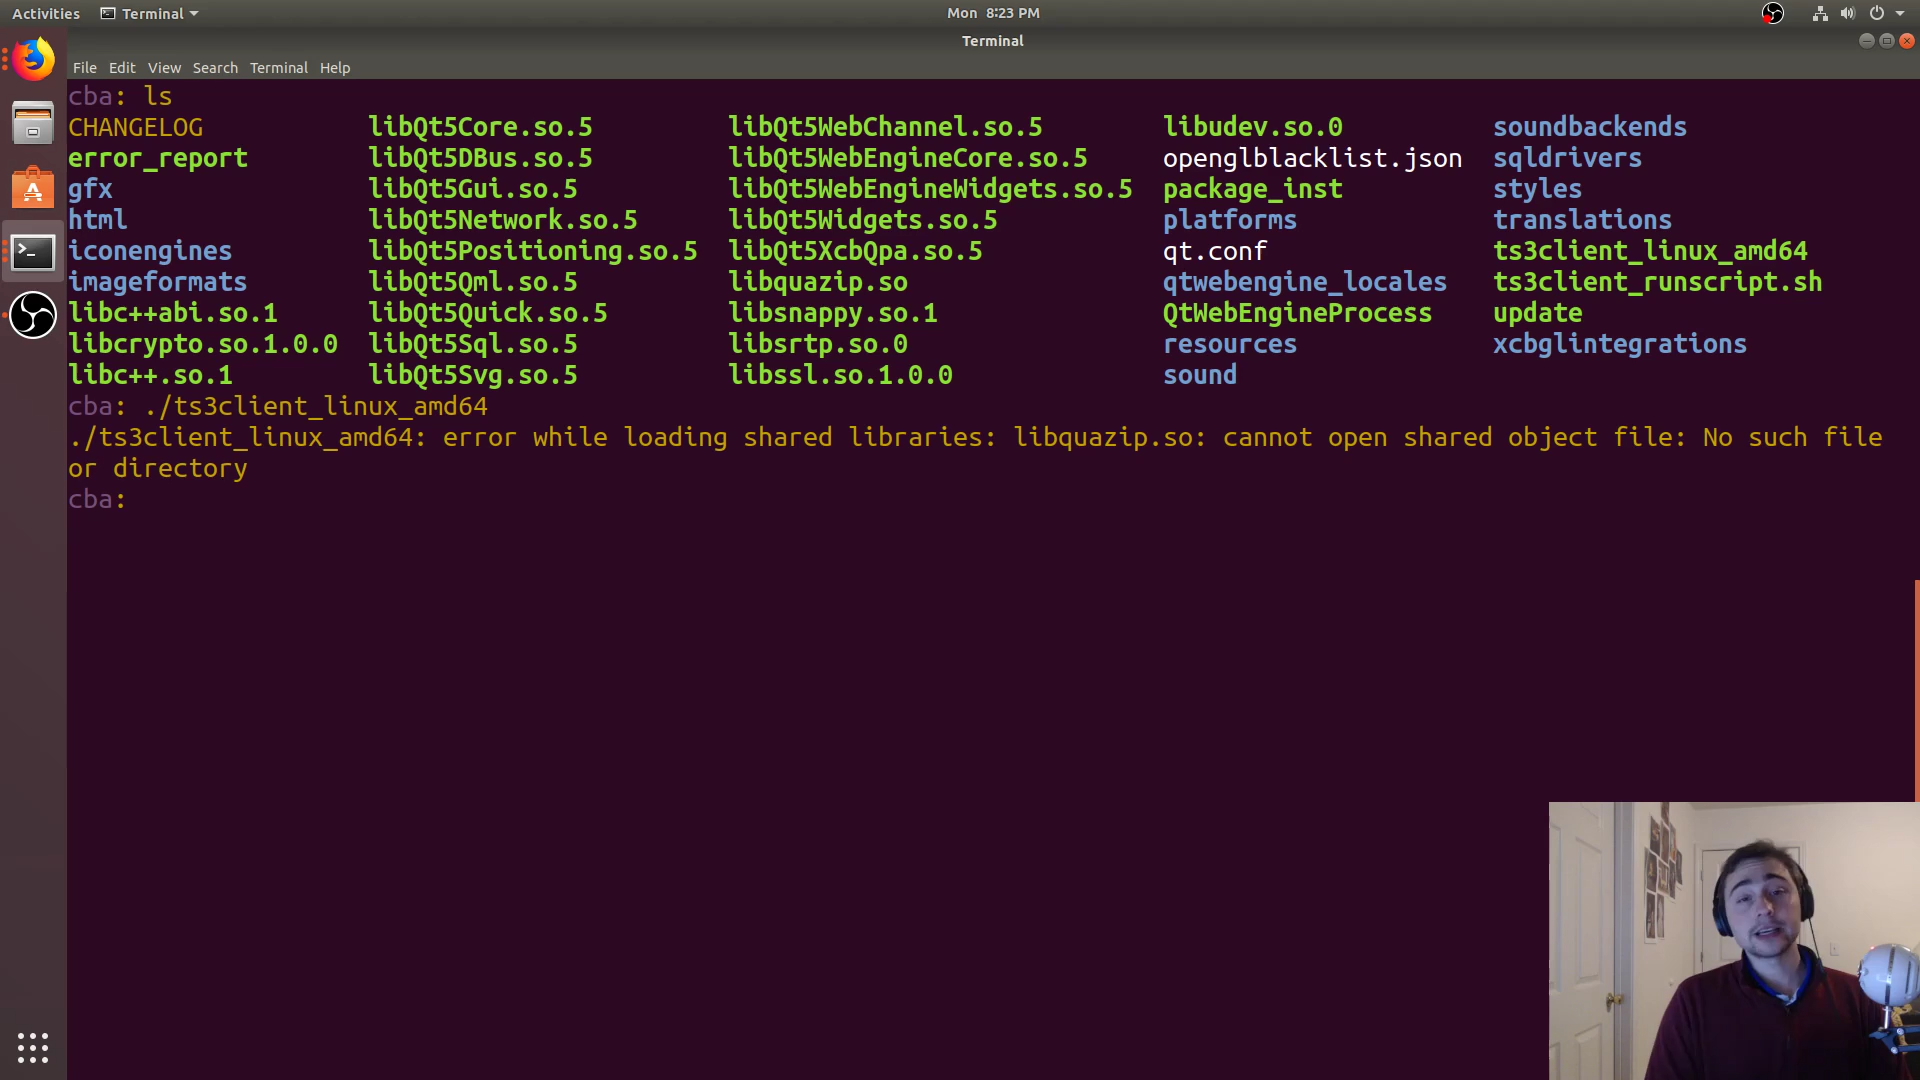 Activities Terminal Mon 8:23 PM
Terminal
File Edit View Search Terminal Help
cba: ls
CHANGELOG libQt5Core.so.5 libQt5WebChannel.so.5 libudev.so.0 soundbackends
error_report libQt5DBus.so.5 libQt5WebEngineCore.so.5 openglblacklist.json sqldrivers
gfx libQt5Gui.so.5 libQt5WebEngineWidgets.so.5 package_inst styles
html libQt5Network.so.5 libQt5Widgets.so.5 platforms translations
iconengines libQt5Positioning.so.5 libQt5XcbQpa.so.5 qt.conf ts3client_linux_amd64
imageformats libQt5Qml.so.5 libquazip.so qtwebengine_locales ts3client_runscript.sh
libc++abi.so.1 libQt5Quick.so.5 libsnappy.so.1 QtWebEngineProcess update
libcrypto.so.1.0.0 libQt5Sql.so.5 libsrtp.so.0 resources xcbglintegrations
libc++.so.1 libQt5Svg.so.5 libssl.so.1.0.0 sound
cba: ./ts3client_linux_amd64
./ts3client_linux_amd64: error while loading shared libraries: libquazip.so: cannot open shared object file: No such file
or directory
cba: